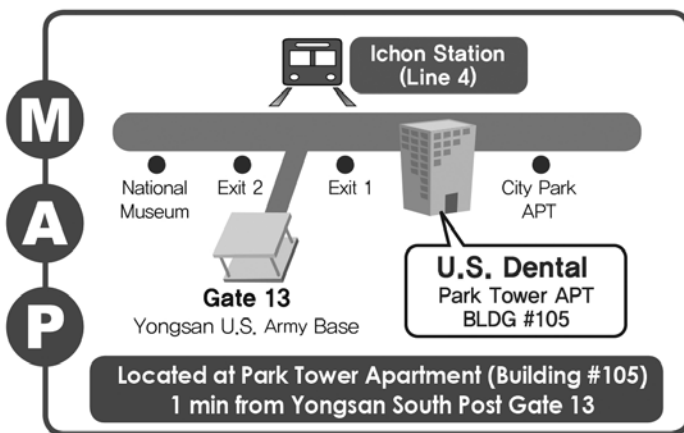 MAP
Ichon Station
(Line 4)
National
Museum
Exit 2
Exit 1
City Park
APT
Gate 13
Yongsan U.S. Army Base
U.S. Dental
Park Tower APT
BLDG #105
Located at Park Tower Apartment (Building #105)
1 min from Yongsan South Post Gate 13